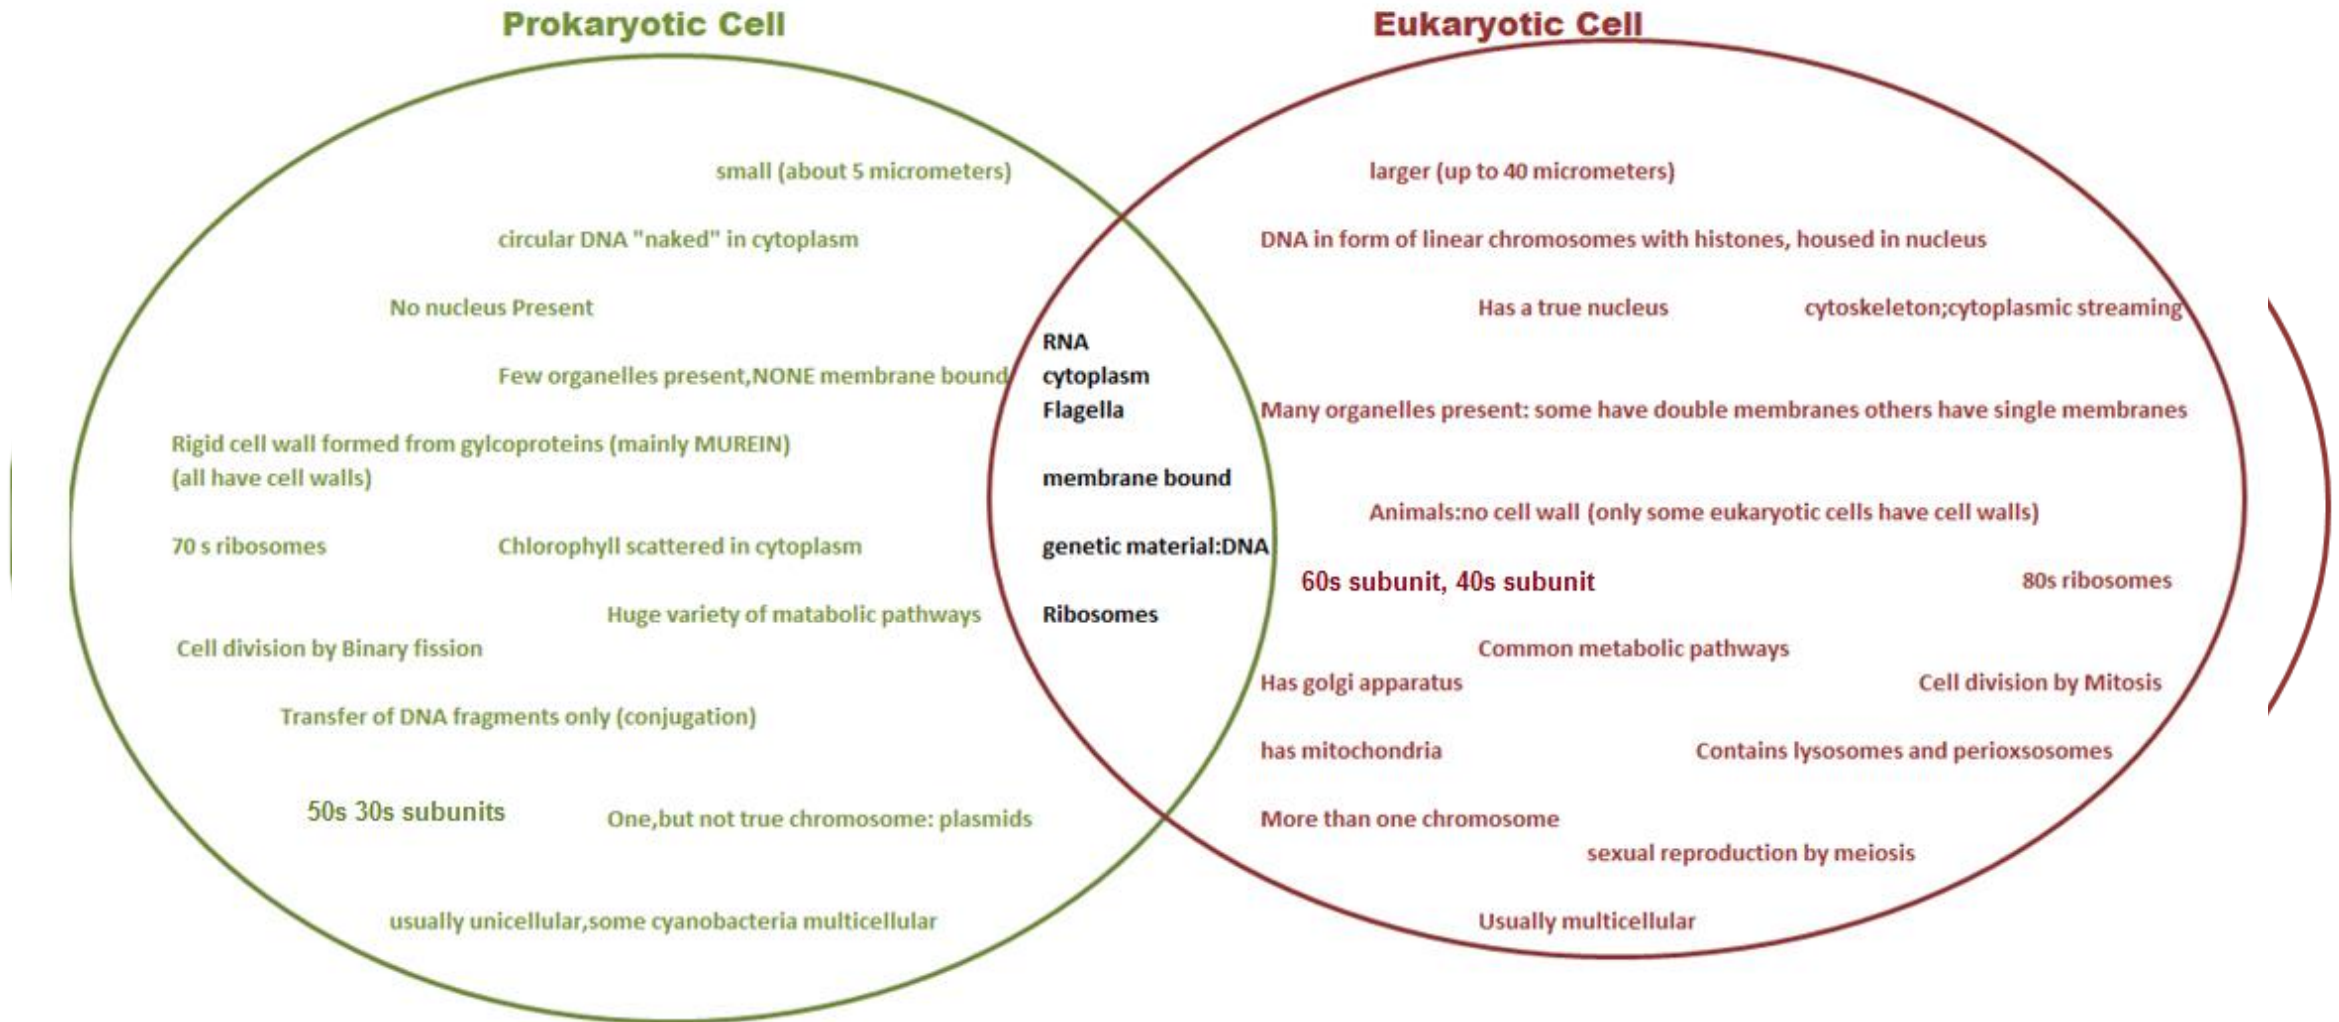 Prokaryotic Cell
Eukaryotic Cell
small (about 5 micrometers)
circular DNA "naked" in cytoplasm
No nucleus Present
Few organelles present,NONE membrane bound
Rigid cell wall formed from gylcoproteins (mainly MUREIN)
(all have cell walls)
70 s ribosomes
Chlorophyll scattered in cytoplasm
Huge variety of matabolic pathways
Cell division by Binary fission
Transfer of DNA fragments only (conjugation)
50s 30s subunits
One,but not true chromosome: plasmids
usually unicellular,some cyanobacteria multicellular
RNA
cytoplasm
Flagella
membrane bound
genetic material:DNA
Ribosomes
larger (up to 40 micrometers)
DNA in form of linear chromosomes with histones, housed in nucleus
Has a true nucleus
cytoskeleton;cytoplasmic streaming
Many organelles present: some have double membranes others have single membranes
Animals:no cell wall (only some eukaryotic cells have cell walls)
60s subunit, 40s subunit
80s ribosomes
Common metabolic pathways
Has golgi apparatus
Cell division by Mitosis
has mitochondria
Contains lysosomes and perioxsosomes
More than one chromosome
sexual reproduction by meiosis
Usually multicellular